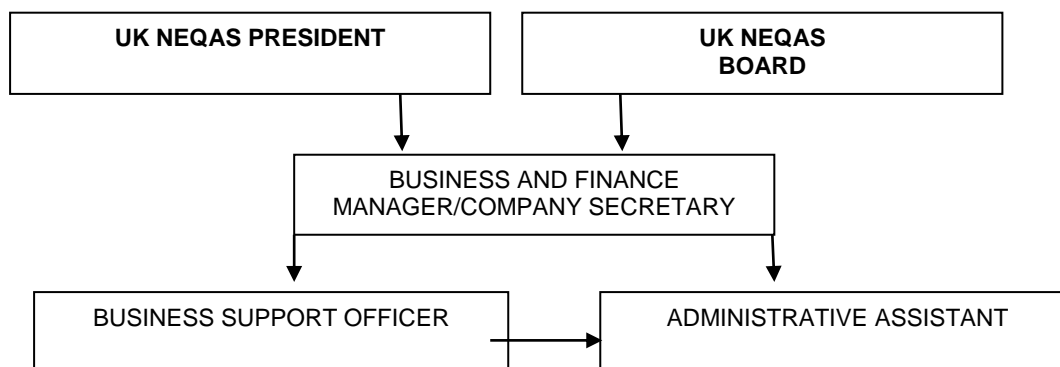 UK NEQAS PRESIDENT
UK NEQAS
BOARD
BUSINESS AND FINANCE
MANAGER/COMPANY SECRETARY
BUSINESS SUPPORT OFFICER
ADMINISTRATIVE ASSISTANT